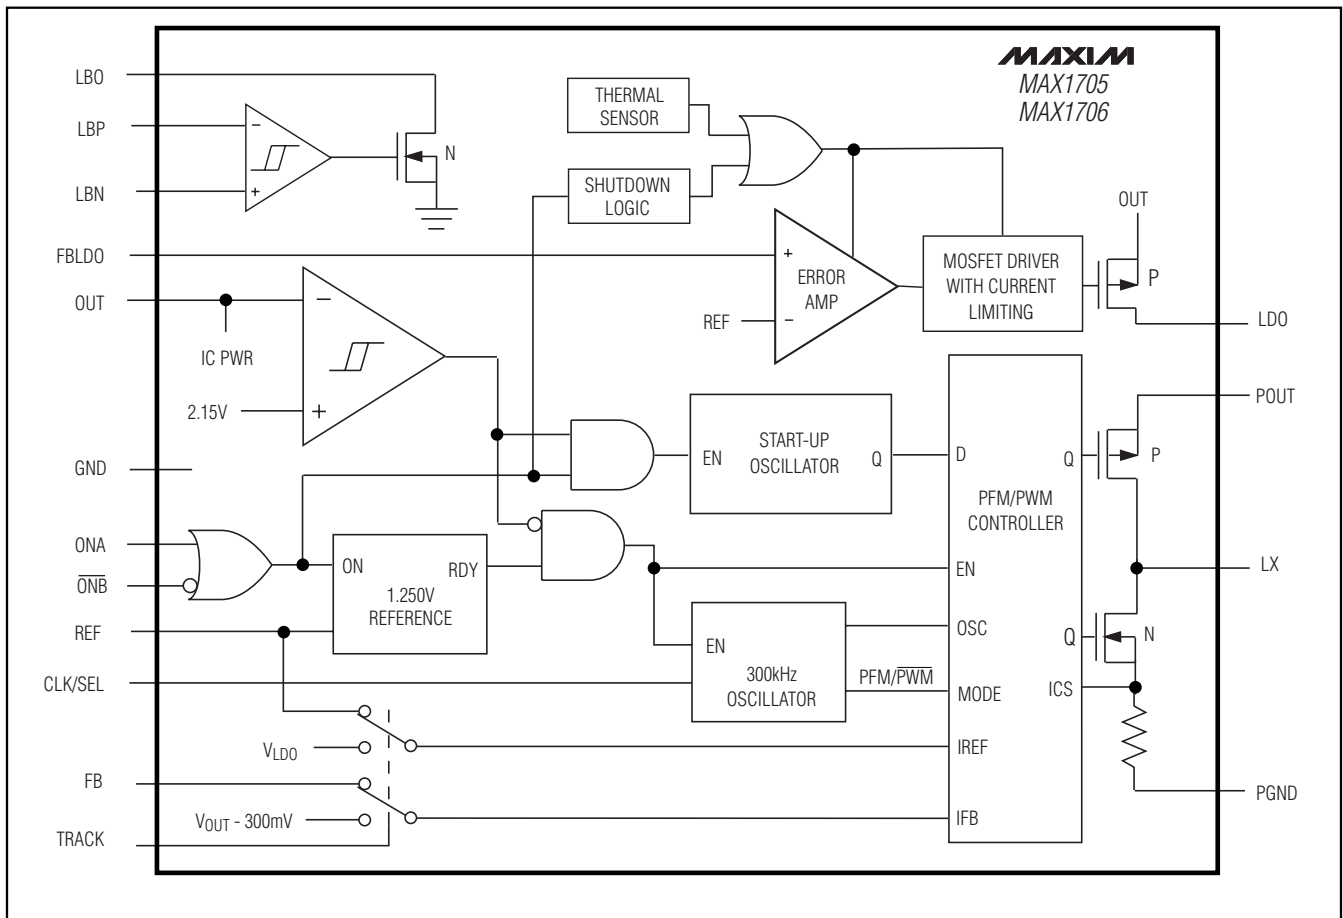 MAXIM
MAX1705
MAX1706
LBO
LBP
LBN
FBLDO
OUT
GND
ONA
ONB
REF
CLK/SEL
FB
TRACK
−
+
N
THERMAL
SENSOR
SHUTDOWN
LOGIC
+
ERROR
AMP
−
REF
MOSFET DRIVER
WITH CURRENT
LIMITING
OUT
P
LDO
−
+
IC PWR
2.15V
EN
START-UP
OSCILLATOR
Q
ON
RDY
1.250V
REFERENCE
EN
300kHz
OSCILLATOR
PFM/PWM
D
Q
PFM/PWM
CONTROLLER
EN
OSC
Q
MODE
ICS
IREF
IFB
P
N
POUT
LX
PGND
VLDO
VOUT - 300mV